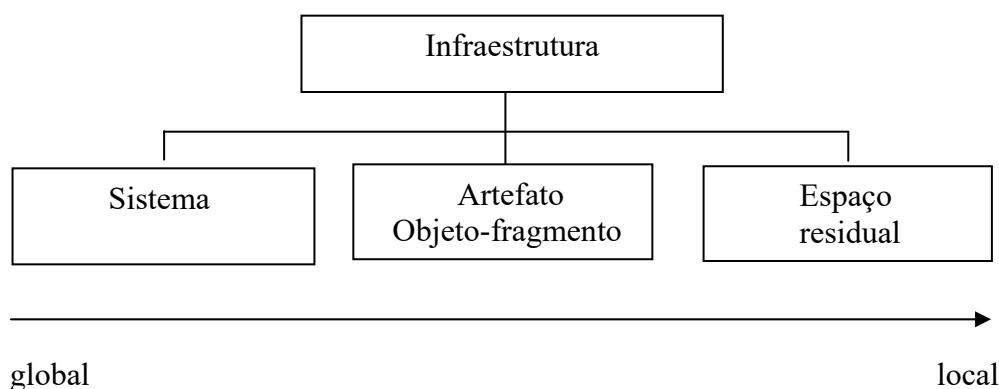 Infraestrutura
Sistema
Artefato
Objeto-fragmento
Espaço
residual
global
local